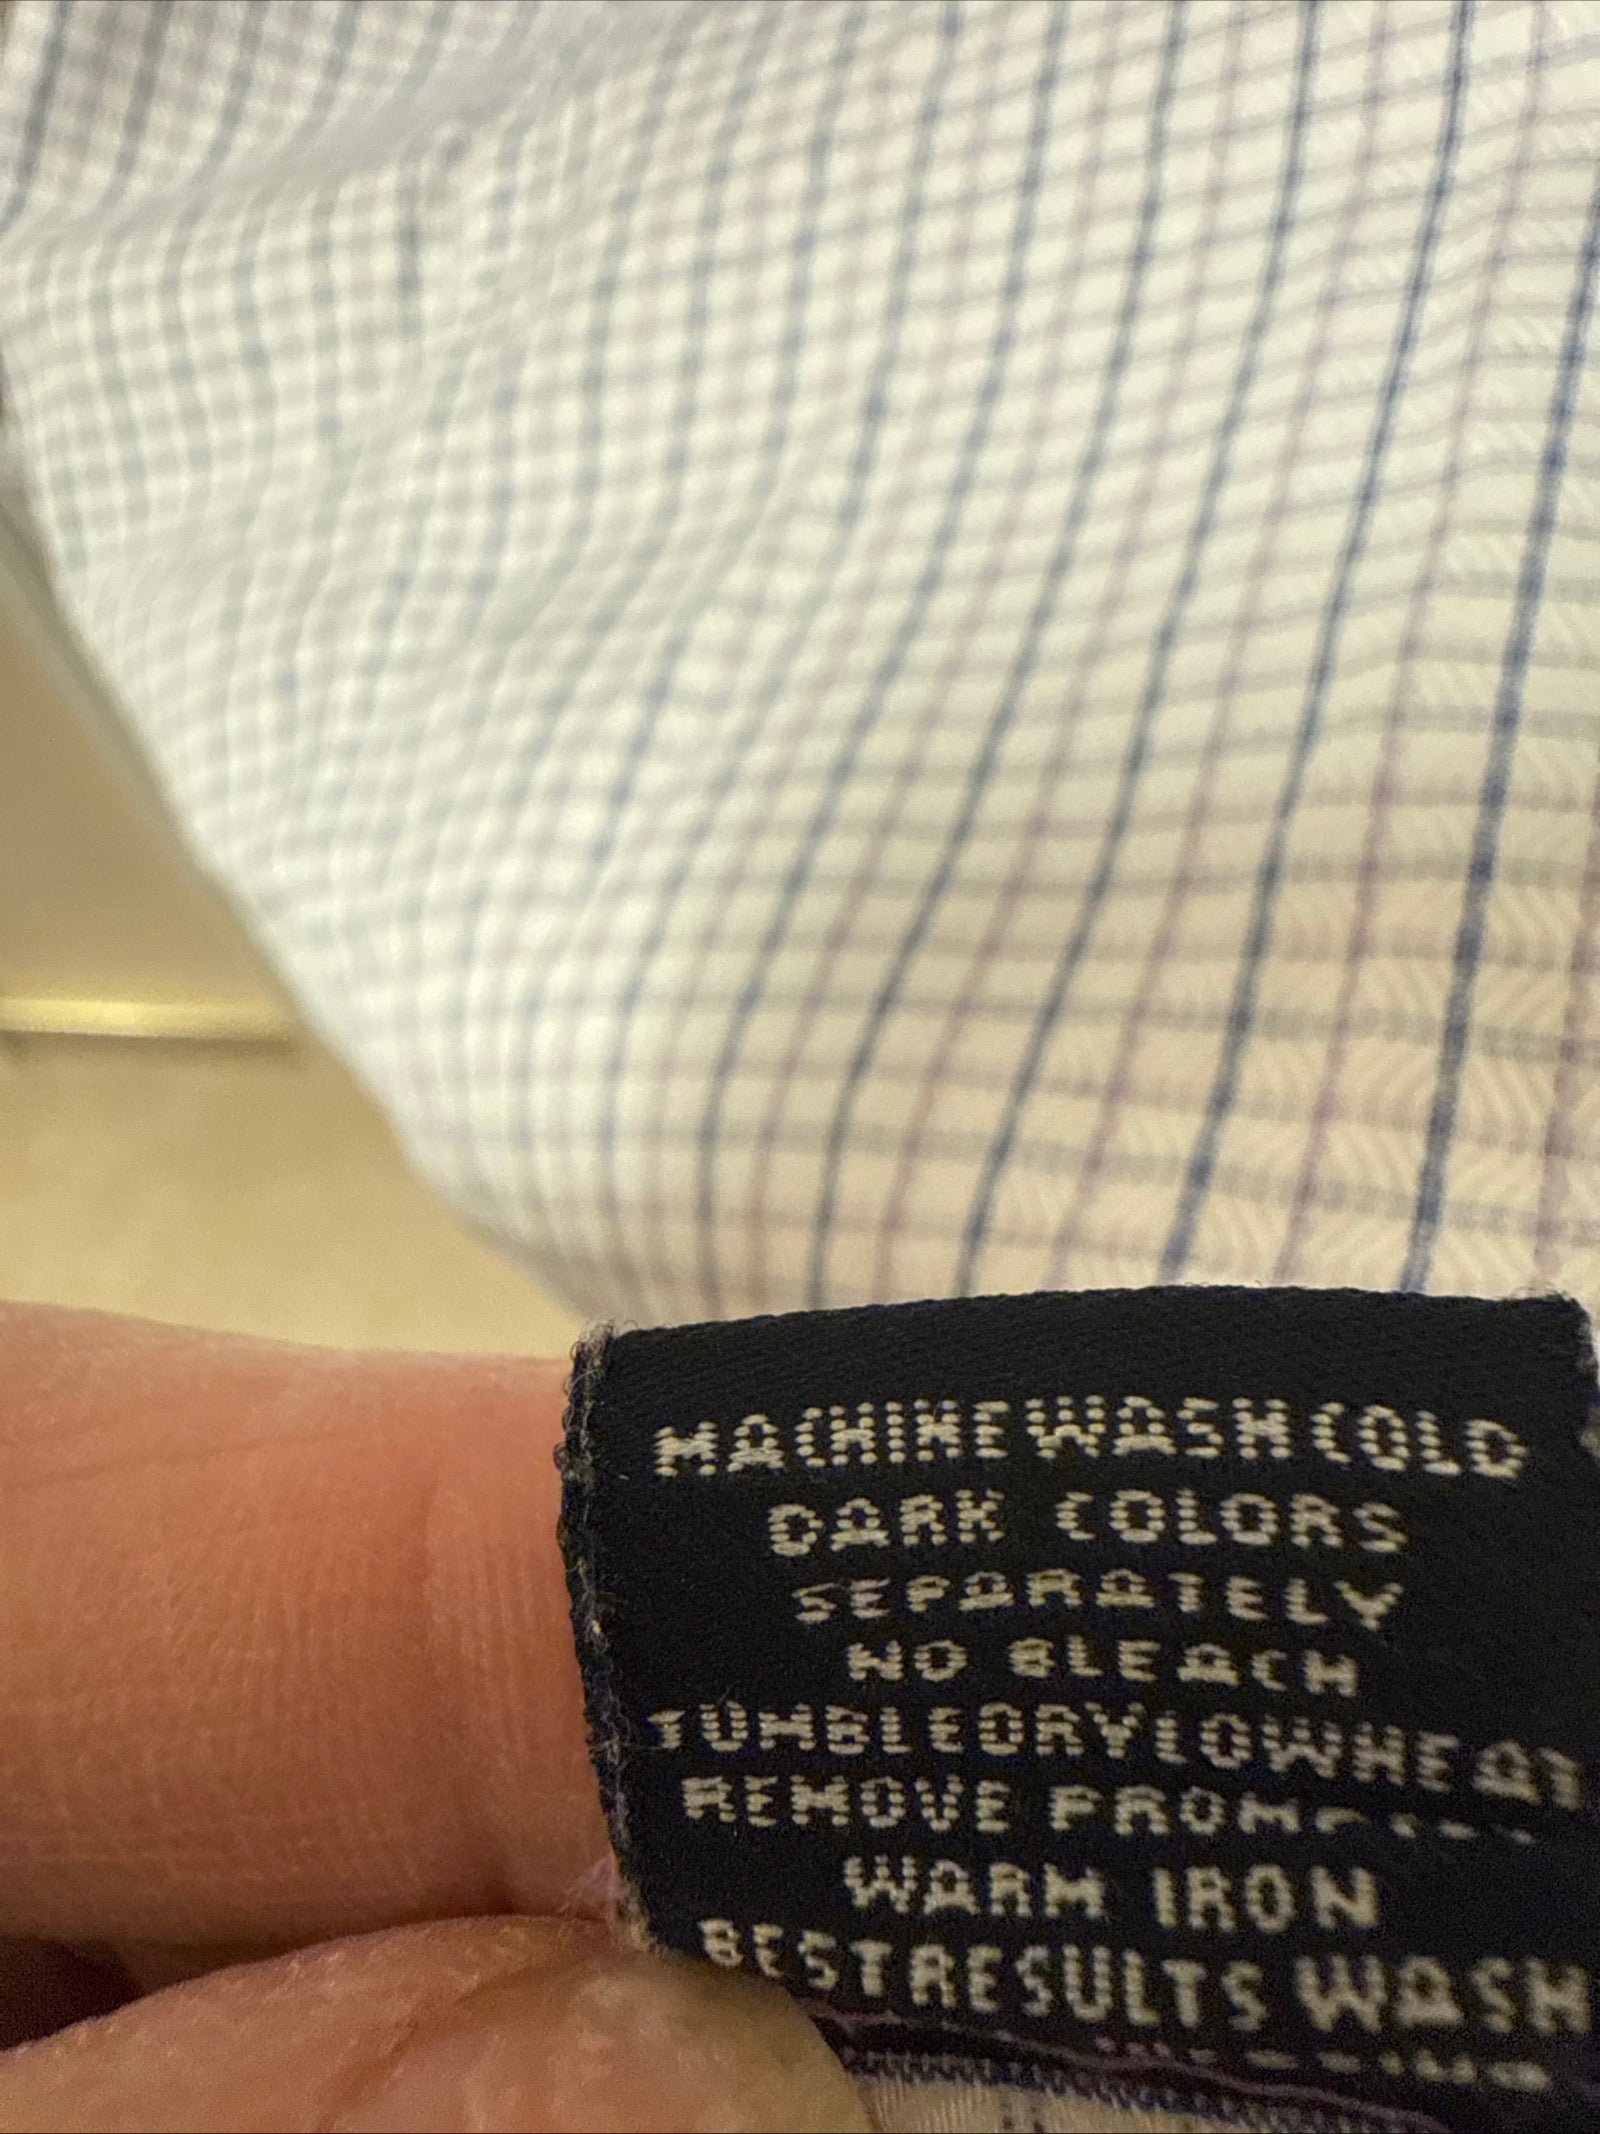 MACHINE WASH COLD
DARK COLORS
SEPARATELY
NO BLEACH
TUMBLE DRY LOW HEAT
REMOVE
WARM IRON
BEST RESULTS WASH